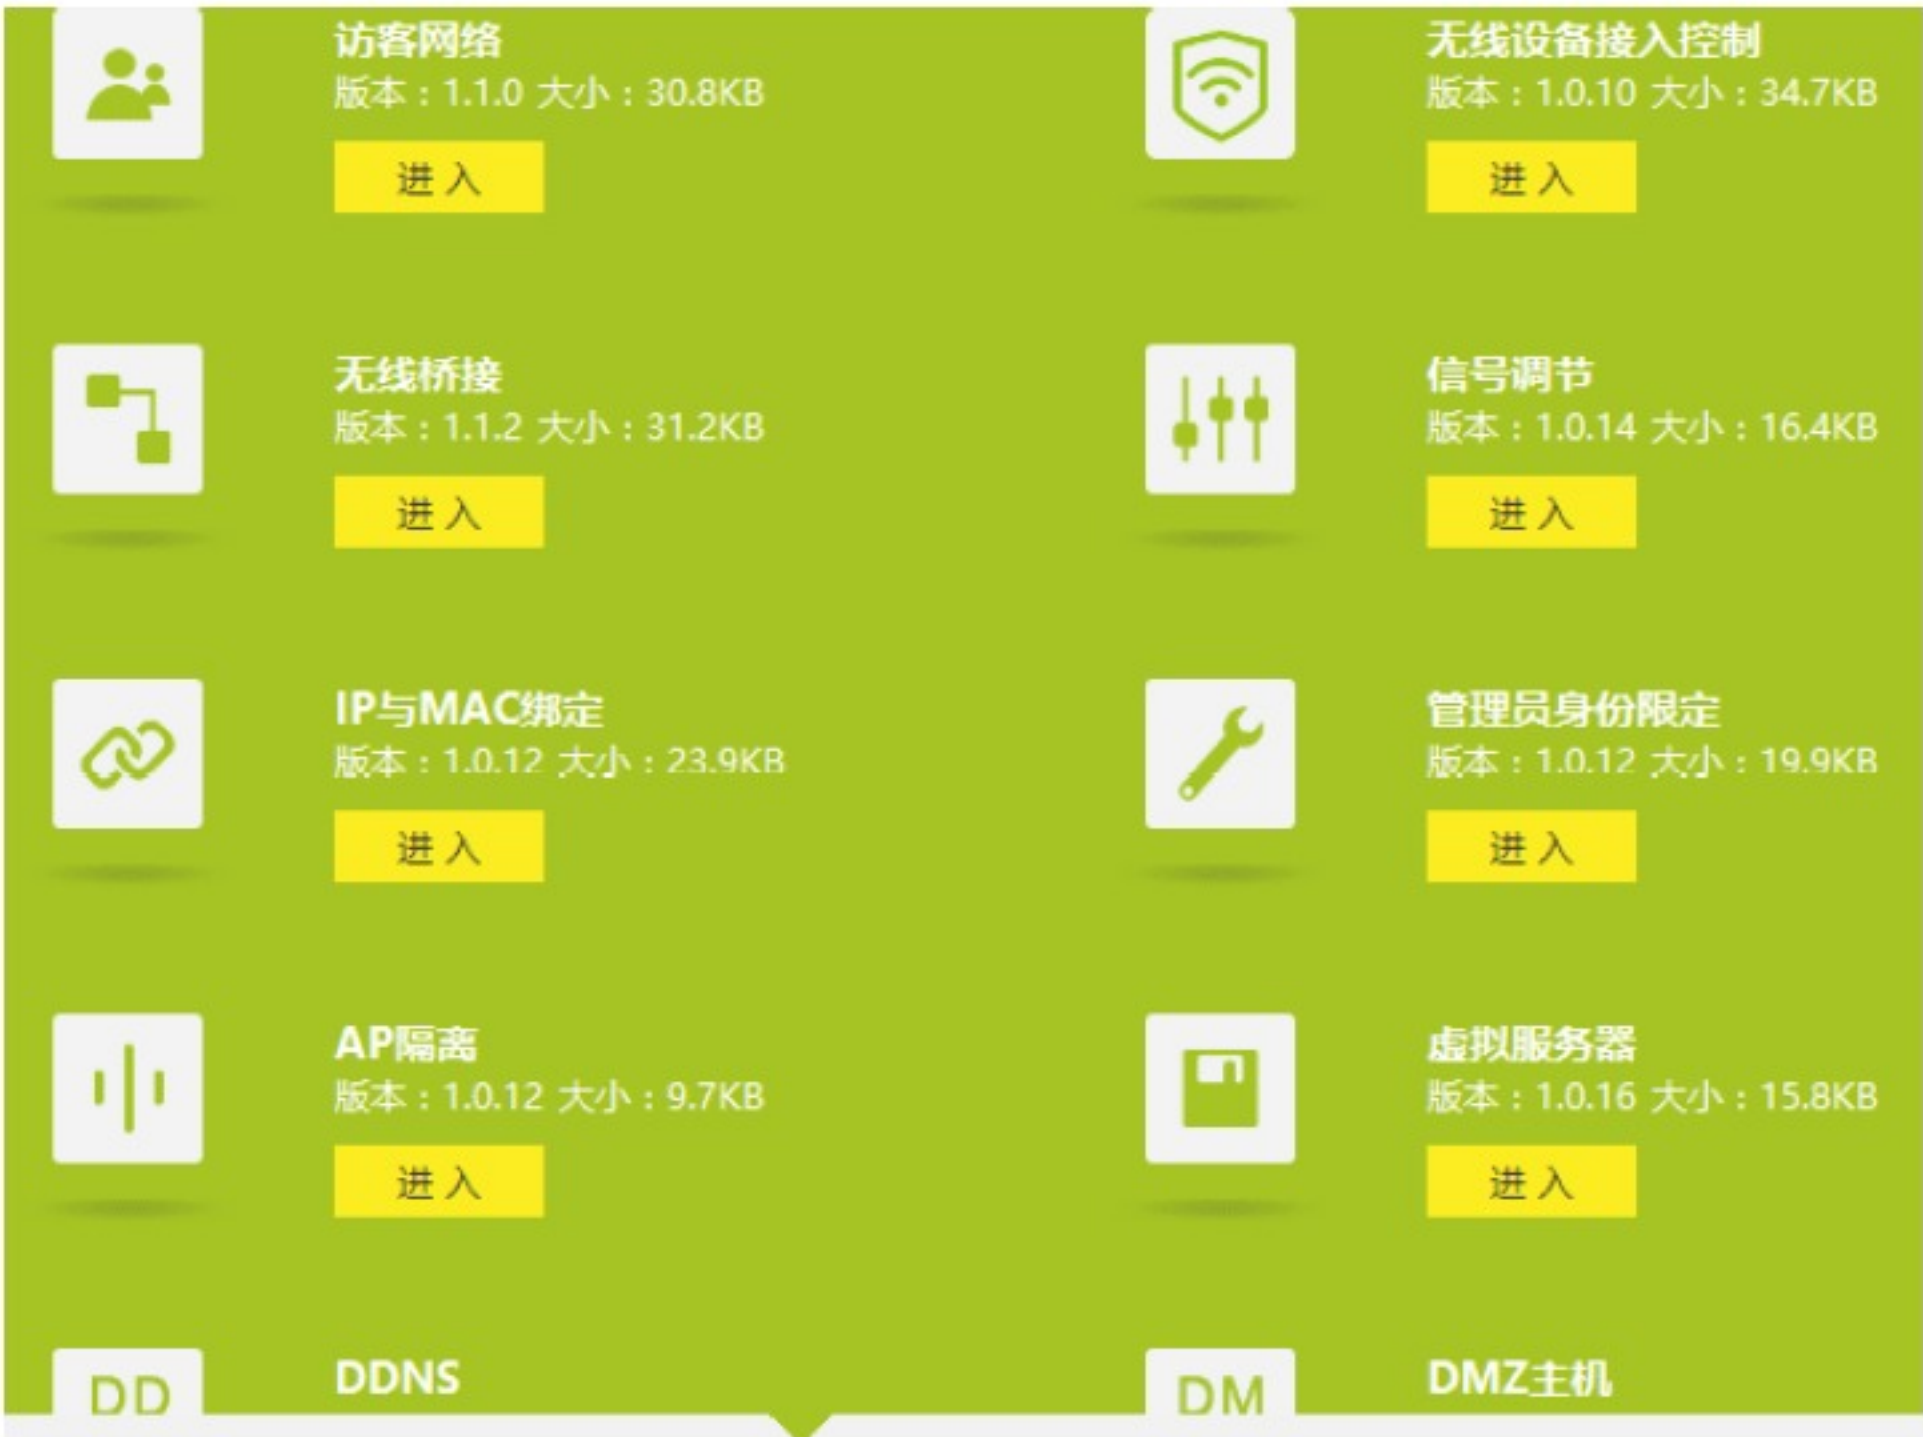 访客网络
版本：1.1.0 大小：30.8KB
进 入
无线设备接入控制
版本：1.0.10 大小：34.7KB
进 入
无线桥接
版本：1.1.2 大小：31.2KB
进 入
信号调节
版本：1.0.14 大小：16.4KB
进 入
IP与MAC绑定
版本：1.0.12 大小：23.9KB
进 入
管理员身份限定
版本：1.0.12 大小：19.9KB
进 入
AP隔离
版本：1.0.12 大小：9.7KB
进 入
虚拟服务器
版本：1.0.16 大小：15.8KB
进 入
DD
DDNS
DM
DMZ主机